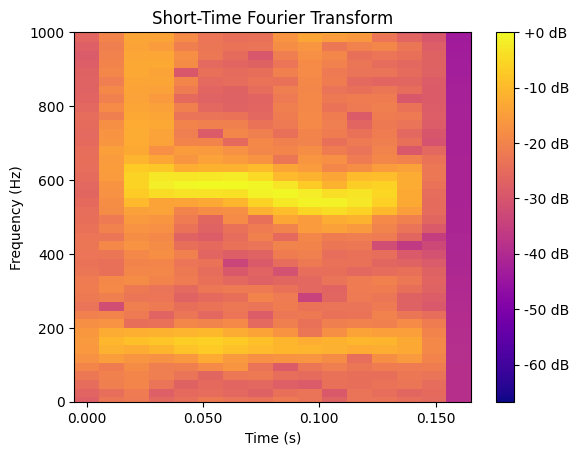 Short-Time Fourier Transform
Frequency (Hz)
1000
800
600
400
200
0
0.000 0.050 0.100 0.150
Time (s)
+0 dB
-10 dB
-20 dB
-30 dB
-40 dB
-50 dB
-60 dB